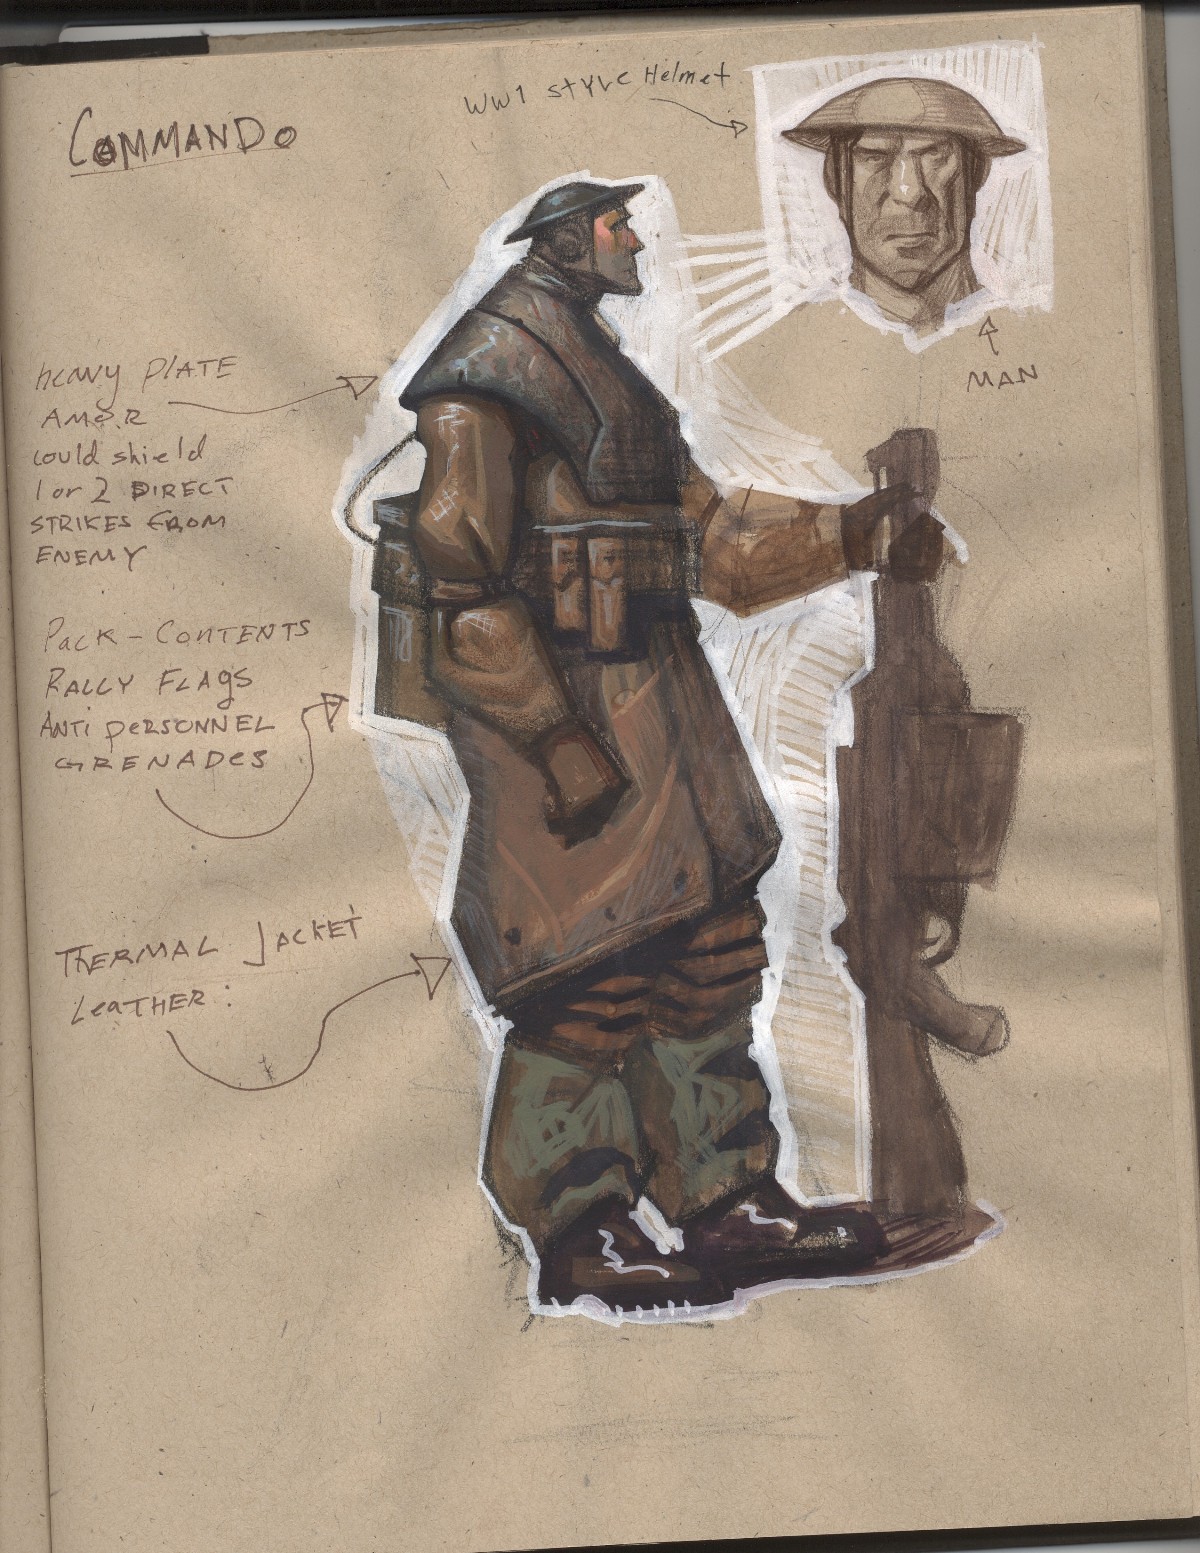 COMMANDO
WW1 STYLE Helmet
MAN
heavy PLATE
AMOR
could shield
1 or 2 DIRECT
STRIKES FROM
ENEMY
PACK - CONTENTS
RALLY FLAgS
ANTI peRSONNEL
GRENADeS
THERMAL JACKET
LeATHER :